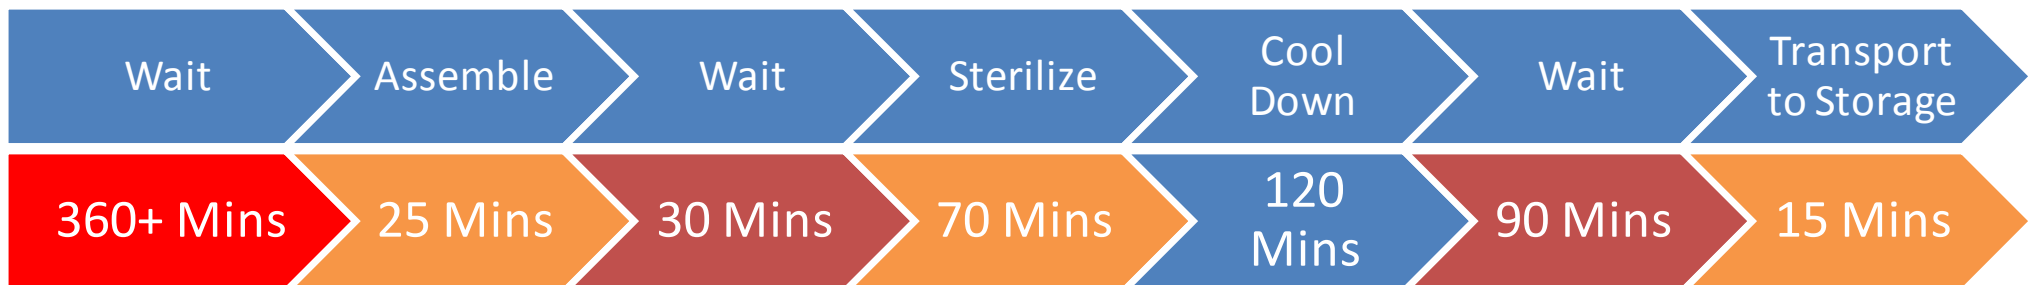 Wait
Assemble
Wait
Sterilize
Cool
Down
Wait
Transport
to Storage
360+ Mins
25 Mins
30 Mins
70 Mins
120
Mins
90 Mins
15 Mins